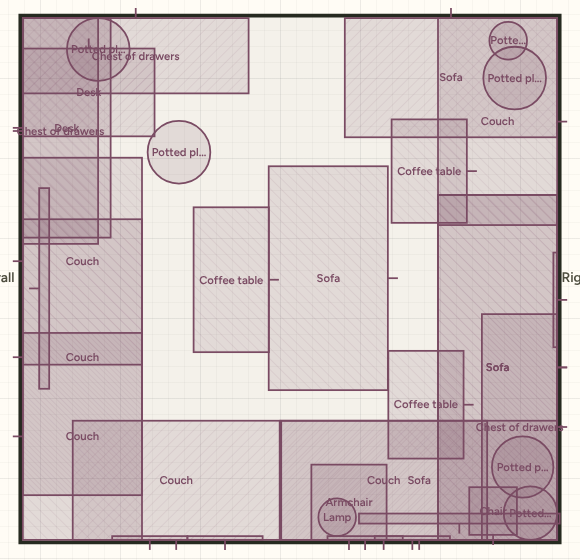 Potted pl...
Chest of drawers
Potte...
Sofa
Potted pl...
Desk
Couch
Desk
Chest of drawers
Potted pl...
Coffee table
Couch
Coffee table
Sofa
Couch
Sofa
Coffee table
Chest of drawers
Couch
Potted p...
Couch
Couch
Sofa
Armchair
Chair
Potted...
Lamp